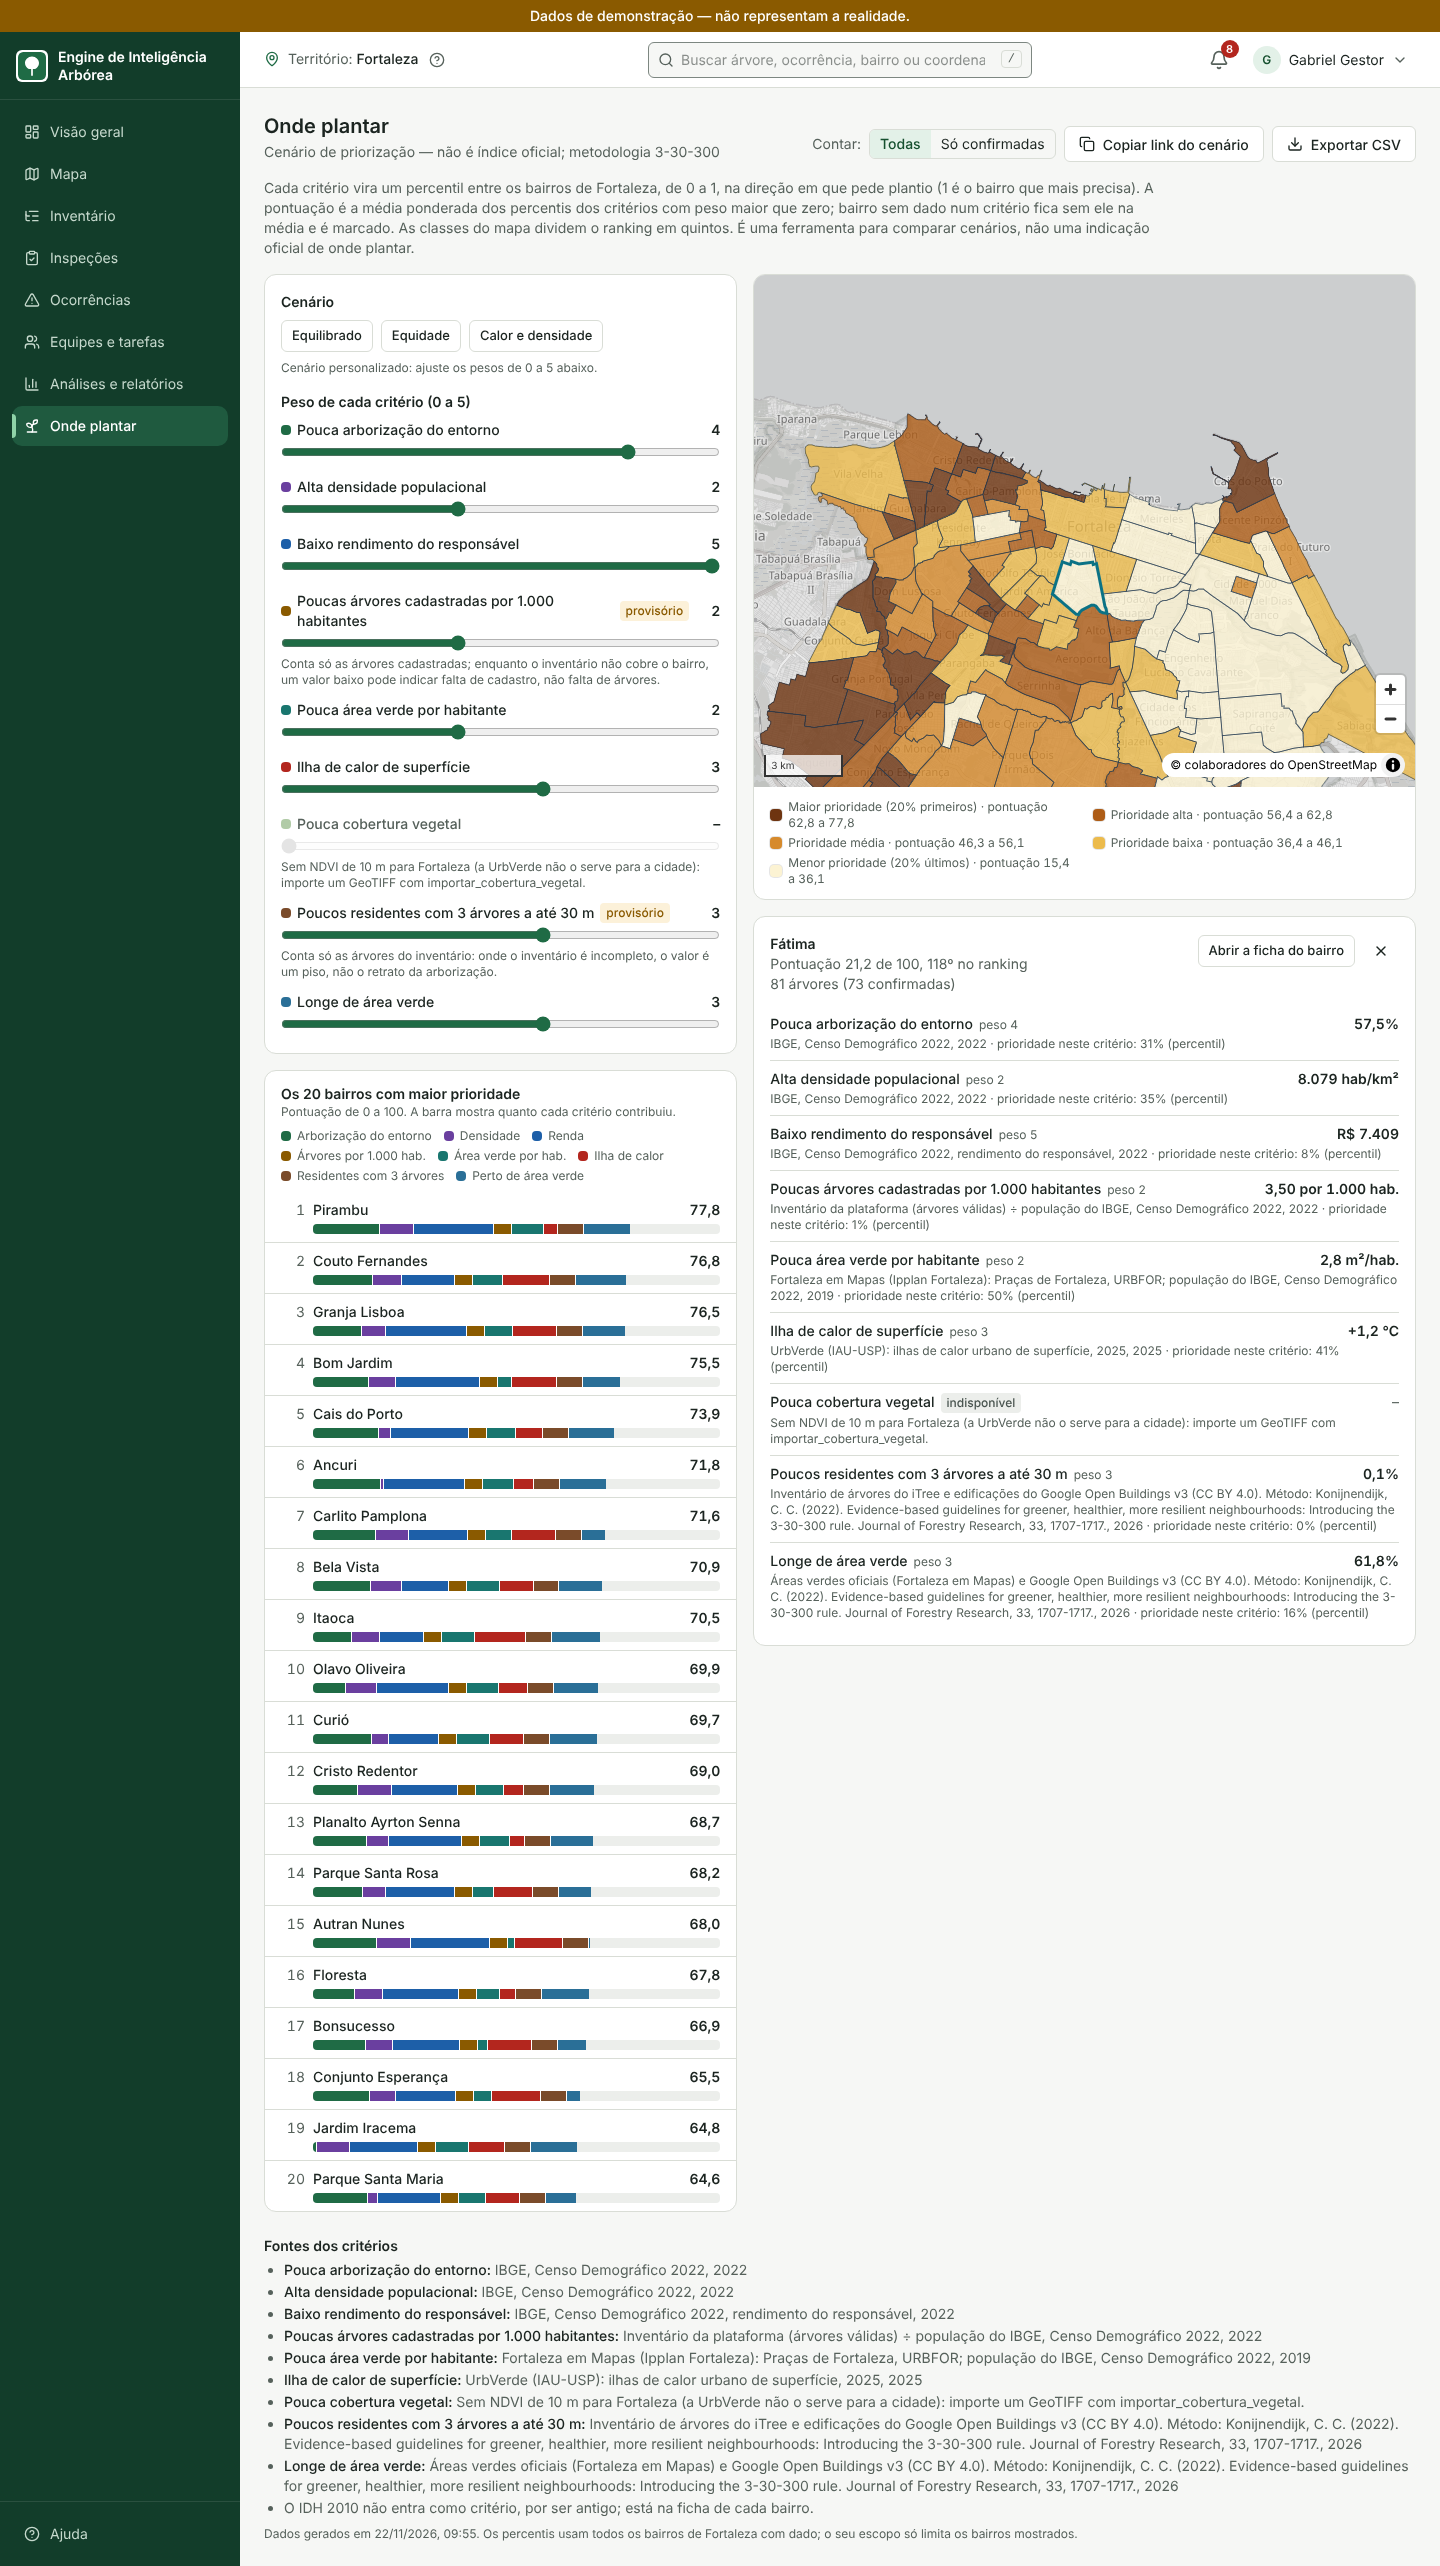 Dados de demonstração — não representam a realidade.
Engine de Inteligência
Arbórea
Visão geral
Mapa
Inventário
Inspeções
Ocorrências
Equipes e tarefas
Análises e relatórios
Onde plantar
Ajuda
Território: Fortaleza
Buscar árvore, ocorrência, bairro ou coordena
/
8
G
Gabriel Gestor
Onde plantar
Cenário de priorização — não é índice oficial; metodologia 3-30-300
Contar:
Todas
Só confirmadas
Copiar link do cenário
Exportar CSV
Cada critério vira um percentil entre os bairros de Fortaleza, de 0 a 1, na direção em que pede plantio (1 é o bairro que mais precisa). A
pontuação é a média ponderada dos percentis dos critérios com peso maior que zero; bairro sem dado num critério fica sem ele na
média e é marcado. As classes do mapa dividem o ranking em quintos. É uma ferramenta para comparar cenários, não uma indicação
oficial de onde plantar.
Cenário
Equilibrado
Equidade
Calor e densidade
Cenário personalizado: ajuste os pesos de 0 a 5 abaixo.
Peso de cada critério (0 a 5)
Pouca arborização do entorno 4
Alta densidade populacional 2
Baixo rendimento do responsável 5
Poucas árvores cadastradas por 1.000
habitantes
provisório 2
Conta só as árvores cadastradas; enquanto o inventário não cobre o bairro,
um valor baixo pode indicar falta de cadastro, não falta de árvores.
Pouca área verde por habitante 2
Ilha de calor de superfície 3
Pouca cobertura vegetal –
Sem NDVI de 10 m para Fortaleza (a UrbVerde não o serve para a cidade):
importe um GeoTIFF com importar_cobertura_vegetal.
Poucos residentes com 3 árvores a até 30 m provisório 3
Conta só as árvores do inventário: onde o inventário é incompleto, o valor é
um piso, não o retrato da arborização.
Longe de área verde 3
Os 20 bairros com maior prioridade
Pontuação de 0 a 100. A barra mostra quanto cada critério contribuiu.
Arborização do entorno Densidade Renda
Árvores por 1.000 hab. Área verde por hab. Ilha de calor
Residentes com 3 árvores Perto de área verde
1 Pirambu 77,8
2 Couto Fernandes 76,8
3 Granja Lisboa 76,5
4 Bom Jardim 75,5
5 Cais do Porto 73,9
6 Ancuri 71,8
7 Carlito Pamplona 71,6
8 Bela Vista 70,9
9 Itaoca 70,5
10 Olavo Oliveira 69,9
11 Curió 69,7
12 Cristo Redentor 69,0
13 Planalto Ayrton Senna 68,7
14 Parque Santa Rosa 68,2
15 Autran Nunes 68,0
16 Floresta 67,8
17 Bonsucesso 66,9
18 Conjunto Esperança 65,5
19 Jardim Iracema 64,8
20 Parque Santa Maria 64,6
Iparana
Parque Leblon
Vila Velha
Soledade
Tabapuá
Tabapuá Brasília
Tabapuá Brasília
II
Fortaleza
Meireles
Parangaba
Serrinha
Aeroporto
3 km
© colaboradores do OpenStreetMap
Maior prioridade (20% primeiros) · pontuação
62,8 a 77,8
Prioridade alta · pontuação 56,4 a 62,8
Prioridade média · pontuação 46,3 a 56,1
Prioridade baixa · pontuação 36,4 a 46,1
Menor prioridade (20% últimos) · pontuação 15,4
a 36,1
Fátima
Pontuação 21,2 de 100, 118º no ranking
81 árvores (73 confirmadas)
Abrir a ficha do bairro
Pouca arborização do entorno peso 4 57,5%
IBGE, Censo Demográfico 2022, 2022 · prioridade neste critério: 31% (percentil)
Alta densidade populacional peso 2 8.079 hab/km²
IBGE, Censo Demográfico 2022, 2022 · prioridade neste critério: 35% (percentil)
Baixo rendimento do responsável peso 5 R$ 7.409
IBGE, Censo Demográfico 2022, rendimento do responsável, 2022 · prioridade neste critério: 8% (percentil)
Poucas árvores cadastradas por 1.000 habitantes peso 2 3,50 por 1.000 hab.
Inventário da plataforma (árvores válidas) ÷ população do IBGE, Censo Demográfico 2022, 2022 · prioridade
neste critério: 1% (percentil)
Pouca área verde por habitante peso 2 2,8 m²/hab.
Fortaleza em Mapas (Ipplan Fortaleza): Praças de Fortaleza, URBFOR; população do IBGE, Censo Demográfico
2022, 2019 · prioridade neste critério: 50% (percentil)
Ilha de calor de superfície peso 3 +1,2 °C
UrbVerde (IAU-USP): ilhas de calor urbano de superfície, 2025, 2025 · prioridade neste critério: 41%
(percentil)
Pouca cobertura vegetal indisponível –
Sem NDVI de 10 m para Fortaleza (a UrbVerde não o serve para a cidade): importe um GeoTIFF com
importar_cobertura_vegetal.
Poucos residentes com 3 árvores a até 30 m peso 3 0,1%
Inventário de árvores do iTree e edificações do Google Open Buildings v3 (CC BY 4.0). Método: Konijnendijk,
C. C. (2022). Evidence-based guidelines for greener, healthier, more resilient neighbourhoods: Introducing the
3-30-300 rule. Journal of Forestry Research, 33, 1707-1717., 2026 · prioridade neste critério: 0% (percentil)
Longe de área verde peso 3 61,8%
Áreas verdes oficiais (Fortaleza em Mapas) e Google Open Buildings v3 (CC BY 4.0). Método: Konijnendijk, C.
C. (2022). Evidence-based guidelines for greener, healthier, more resilient neighbourhoods: Introducing the 3-
30-300 rule. Journal of Forestry Research, 33, 1707-1717., 2026 · prioridade neste critério: 16% (percentil)
Fontes dos critérios
Pouca arborização do entorno: IBGE, Censo Demográfico 2022, 2022
Alta densidade populacional: IBGE, Censo Demográfico 2022, 2022
Baixo rendimento do responsável: IBGE, Censo Demográfico 2022, rendimento do responsável, 2022
Poucas árvores cadastradas por 1.000 habitantes: Inventário da plataforma (árvores válidas) ÷ população do IBGE, Censo Demográfico 2022, 2022
Pouca área verde por habitante: Fortaleza em Mapas (Ipplan Fortaleza): Praças de Fortaleza, URBFOR; população do IBGE, Censo Demográfico 2022, 2019
Ilha de calor de superfície: UrbVerde (IAU-USP): ilhas de calor urbano de superfície, 2025, 2025
Pouca cobertura vegetal: Sem NDVI de 10 m para Fortaleza (a UrbVerde não o serve para a cidade): importe um GeoTIFF com importar_cobertura_vegetal.
Poucos residentes com 3 árvores a até 30 m: Inventário de árvores do iTree e edificações do Google Open Buildings v3 (CC BY 4.0). Método: Konijnendijk, C. C. (2022).
Evidence-based guidelines for greener, healthier, more resilient neighbourhoods: Introducing the 3-30-300 rule. Journal of Forestry Research, 33, 1707-1717., 2026
Longe de área verde: Áreas verdes oficiais (Fortaleza em Mapas) e Google Open Buildings v3 (CC BY 4.0). Método: Konijnendijk, C. C. (2022). Evidence-based guidelines
for greener, healthier, more resilient neighbourhoods: Introducing the 3-30-300 rule. Journal of Forestry Research, 33, 1707-1717., 2026
O IDH 2010 não entra como critério, por ser antigo; está na ficha de cada bairro.
Dados gerados em 22/11/2026, 09:55. Os percentis usam todos os bairros de Fortaleza com dado; o seu escopo só limita os bairros mostrados.